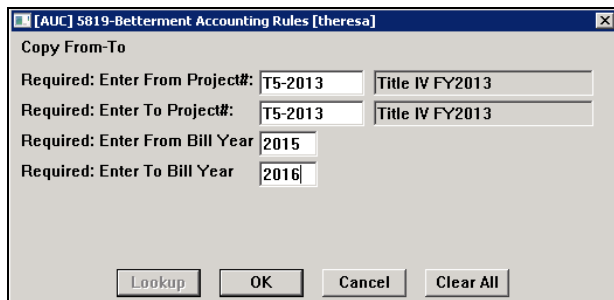 [AUC] 5819-Betterment Accounting Rules [theresa]
Copy From-To
Required: Enter From Project#: T5-2013 Title IV FY2013
Required: Enter To Project#: T5-2013 Title IV FY2013
Required: Enter From Bill Year 2015
Required: Enter To Bill Year 2016
Lookup OK Cancel Clear All